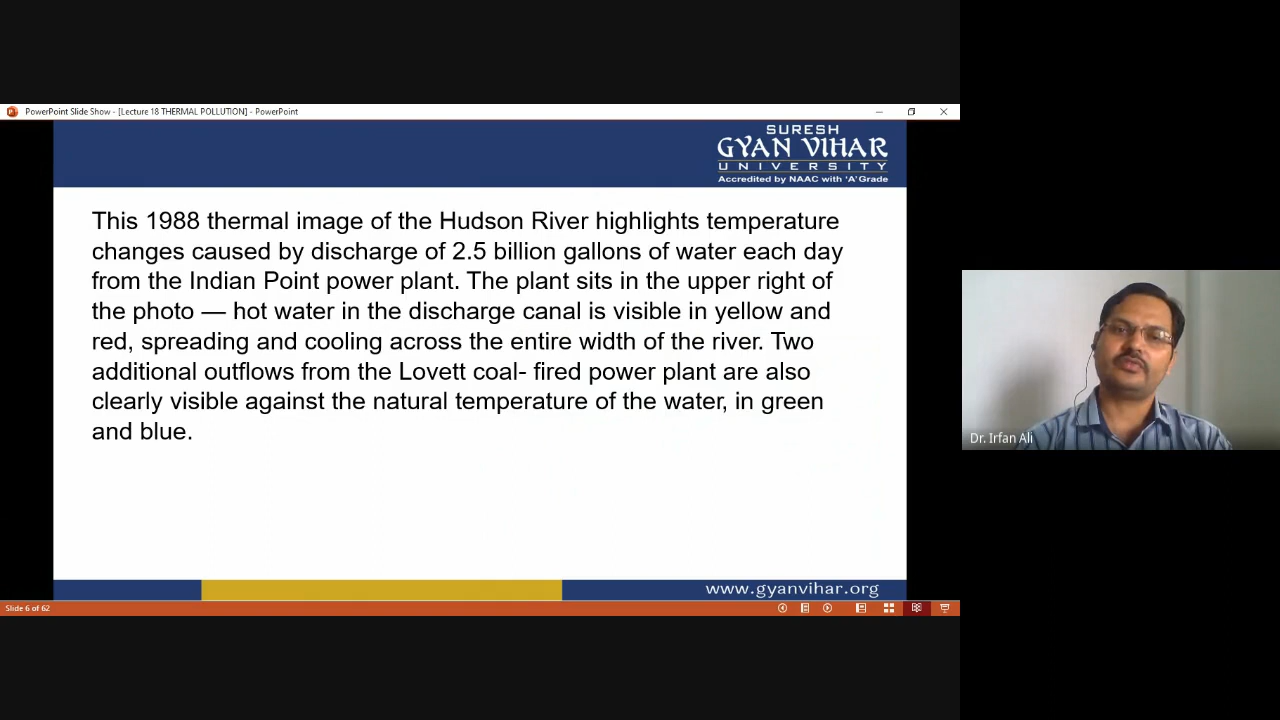 PowerPoint Slide Show - [Lecture 18 THERMAL POLLUTION] - PowerPoint
SURESH
GYAN VIHAR
UNIVERSITY
Accredited by NAAC with 'A' Grade
This 1988 thermal image of the Hudson River highlights temperature
changes caused by discharge of 2.5 billion gallons of water each day
from the Indian Point power plant. The plant sits in the upper right of
the photo — hot water in the discharge canal is visible in yellow and
red, spreading and cooling across the entire width of the river. Two
additional outflows from the Lovett coal- fired power plant are also
clearly visible against the natural temperature of the water, in green
and blue.
www.gyanvihar.org
Slide 6 of 62
Dr. Irfan Ali